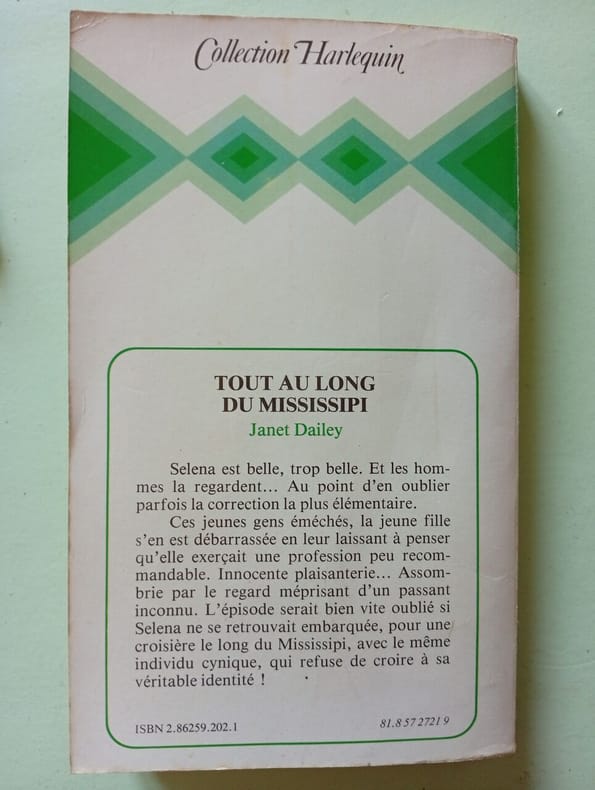 Collection Harlequin
TOUT AU LONG
DU MISSISSIPI
Janet Dailey
Selena est belle, trop belle. Et les hom-
mes la regardent... Au point d'en oublier
parfois la correction la plus élémentaire.
Ces jeunes gens éméchés, la jeune fille
s'en est débarrassée en leur laissant à penser
qu'elle exerçait une profession peu recom-
mandable. Innocente plaisanterie... Assom-
brie par le regard méprisant d'un passant
inconnu. L'épisode serait bien vite oublié si
Selena ne se retrouvait embarquée, pour une
croisière le long du Mississipi, avec le même
individu cynique, qui refuse de croire à sa
véritable identité !
ISBN 2.86259.202.1
81.8 57 2721 9